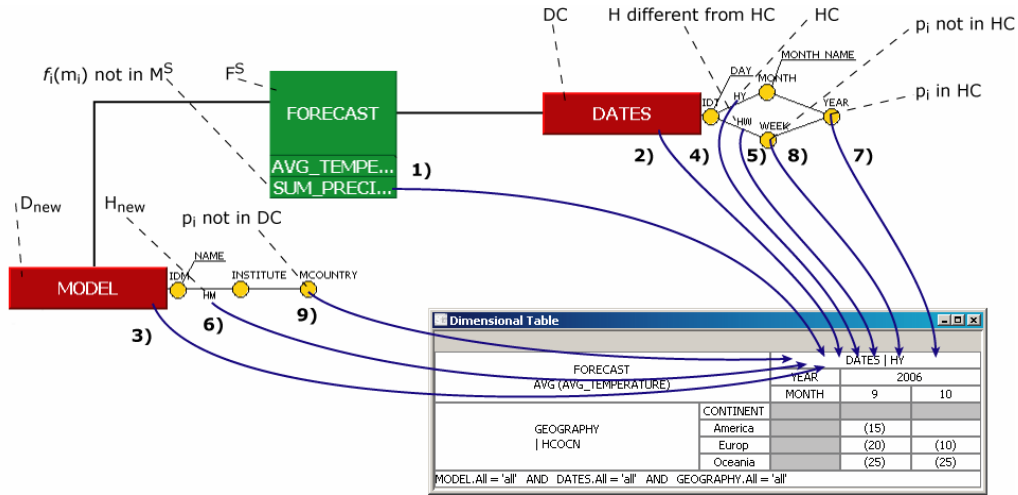 DC
H different from HC
HC
pi not in HC
fi(mi) not in MS
FS
MONTH NAME
DAY
MONTH
pi in HC
FORECAST
DATES
IDT
HY
YEAR
HW
WEEK
AVG_TEMPE...
1)
2)
4)
5)
8)
7)
SUM_PRECI...
Dnew
Hnew
pi not in DC
NAME
IDM
INSTITUTE
MCOUNTRY
MODEL
HM
3)
6)
9)
Dimensional Table
FORECAST
AVG (AVG_TEMPERATURE)
DATES | HY
YEAR
2006
MONTH
9
10
GEOGRAPHY
| HCOCN
CONTINENT
America
(15)
Europ
(20)
(10)
Oceania
(25)
(25)
MODEL.All = 'all' AND DATES.All = 'all' AND GEOGRAPHY.All = 'all'